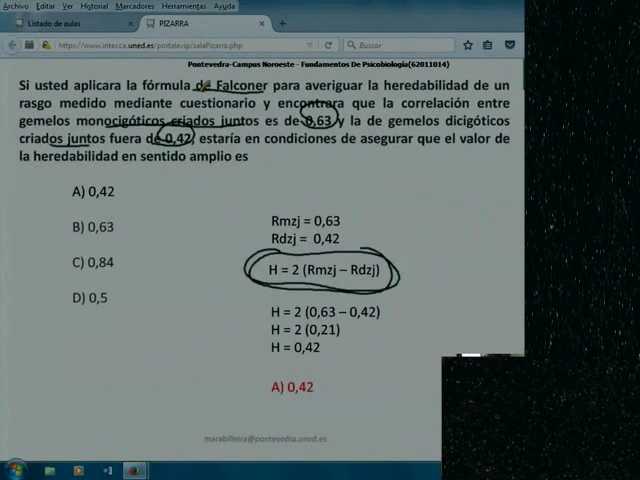 Archivo Editar Ver Historial Marcadores Herramientas Ayuda
Listado de aulas
PIZARRA
https://www.intecca.uned.es/portalevip/salaPizarra.php
Buscar
Pontevedra-Campus Noroeste - Fundamentos De Psicobiología(62011014)
Si usted aplicara la fórmula de Falconer para averiguar la heredabilidad de un
rasgo medido mediante cuestionario y encontrara que la correlación entre
gemelos monocigóticos criados juntos es de 0,63 y la de gemelos dicigóticos
criados juntos fuera de 0,42, estaría en condiciones de asegurar que el valor de
la heredabilidad en sentido amplio es
A) 0,42
B) 0,63
C) 0,84
D) 0,5
Rmzj = 0,63
Rdzj = 0,42
H = 2 (Rmzj – Rdzj)
H = 2 (0,63 – 0,42)
H = 2 (0,21)
H = 0,42
A) 0,42
marabilleira@pontevedra.uned.es